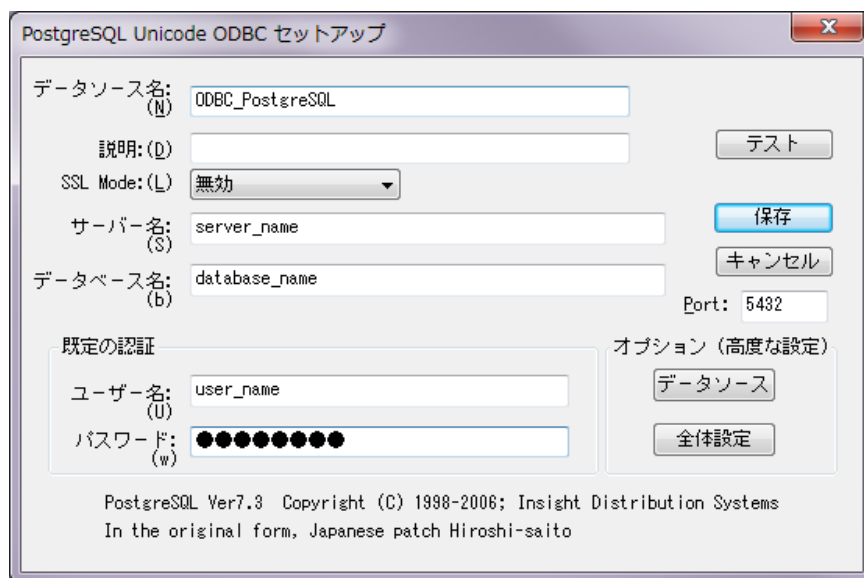 PostgreSQL Unicode ODBC セットアップ
データソース名:
(N)
ODBC_PostgreSQL
説明:(D)
テスト
SSL Mode:(L)
無効
サーバー名:
(S)
server_name
保存
キャンセル
データベース名:
(b)
database_name
Port:
5432
既定の認証
ユーザー名:
(U)
user_name
パスワード:
(w)
●●●●●●●●
オプション (高度な設定)
データソース
全体設定
PostgreSQL Ver7.3 Copyright (C) 1998-2006; Insight Distribution Systems
In the original form, Japanese patch Hiroshi-saito